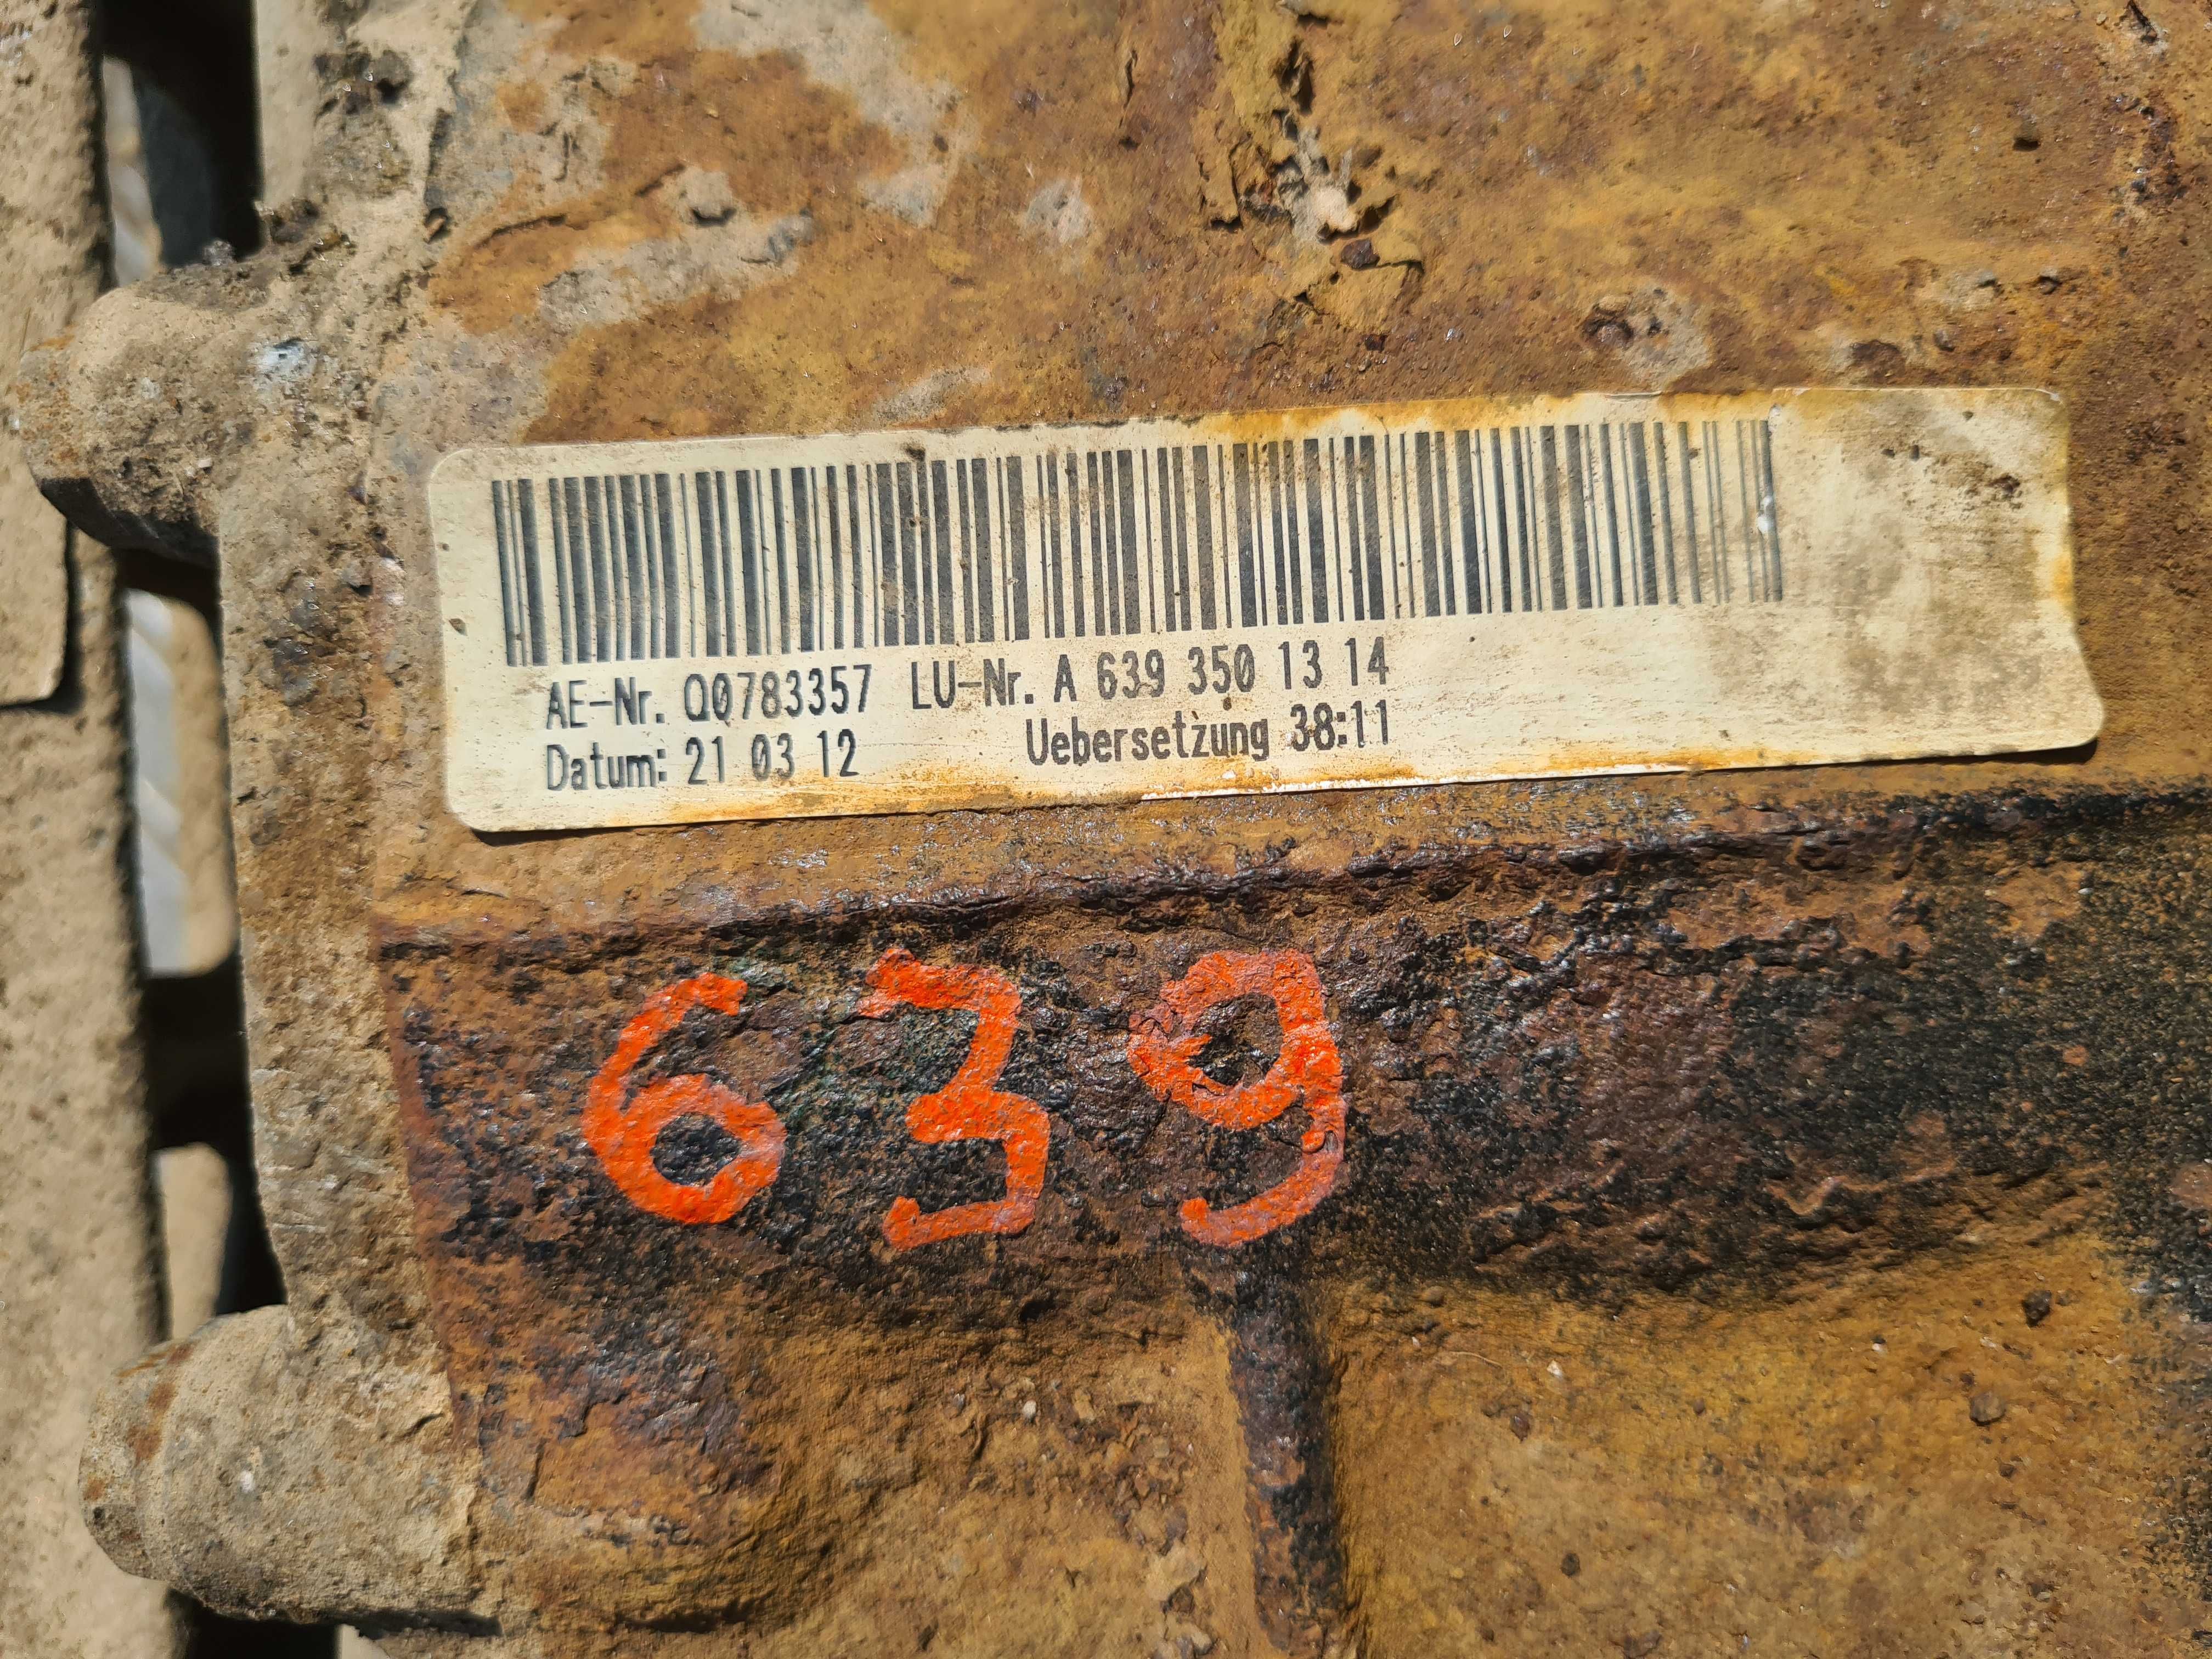 AE-Nr. Q0783357 LU-Nr. A 639 350 13 14
Datum: 21 03 12 Uebersetzung 38:11
639